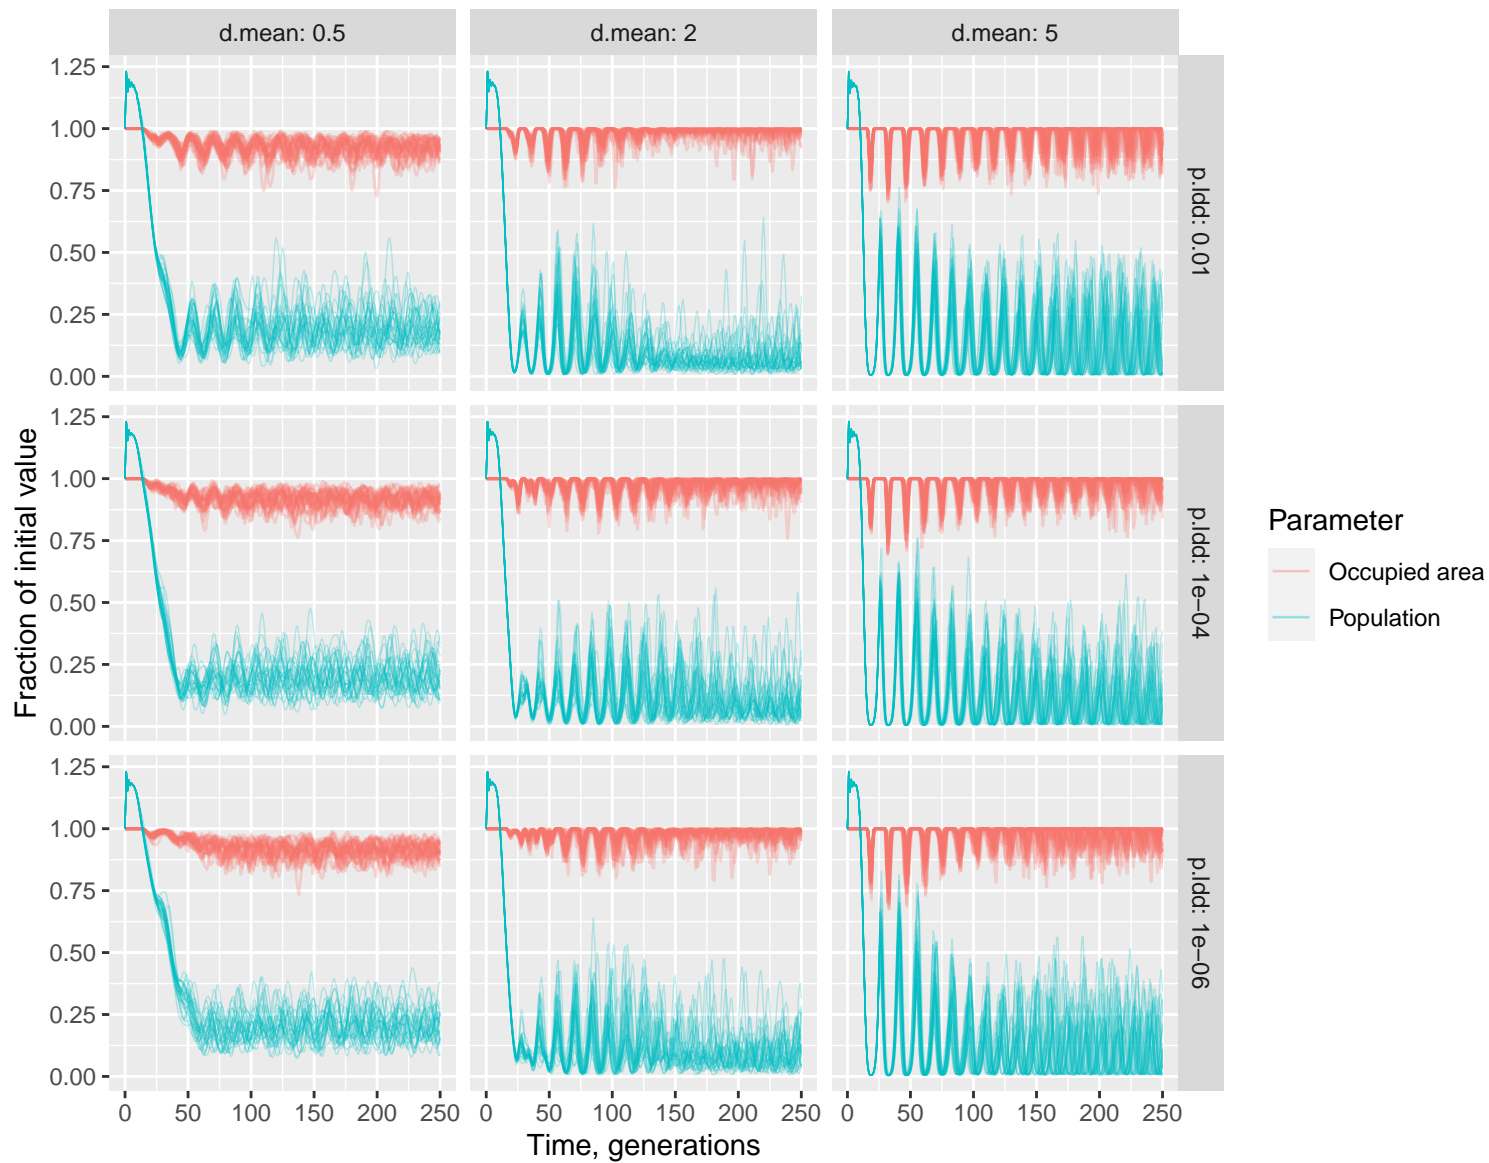 d.mean: 0.5
d.mean: 2
d.mean: 5
1.25
1.00
0.75
0.50
0.25
0.00
p.ldd: 0.01
1.25
1.00
0.75
0.50
0.25
0.00
p.ldd: 1e−04
1.25
1.00
0.75
0.50
0.25
0.00
p.ldd: 1e−06
0 50 100 150 200 250
0 50 100 150 200 250
0 50 100 150 200 250
Time, generations
Fraction of initial value
Parameter
Occupied area
Population